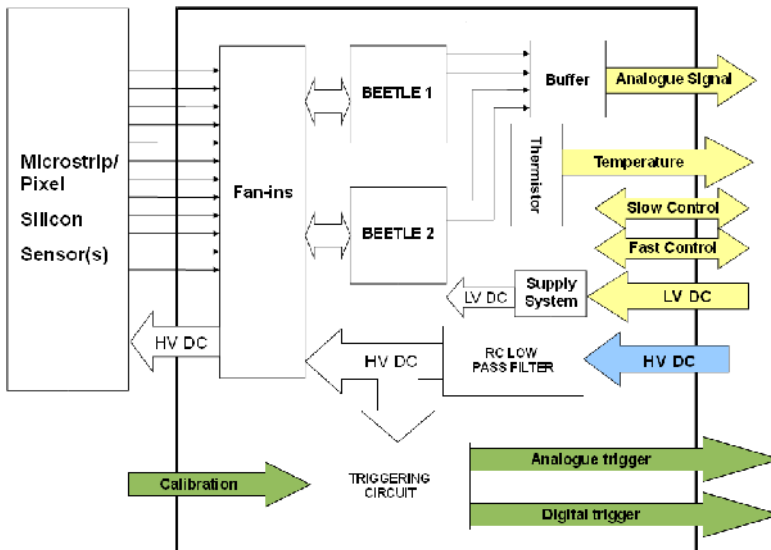 Microstrip/
Pixel
Silicon
Sensor(s)
Fan-ins
BEETLE 1
BEETLE 2
Buffer
Thermistor
Analogue Signal
Temperature
Slow Control
Fast Control
Supply
System
LV DC
LV DC
HV DC
HV DC
RC LOW
PASS FILTER
HV DC
Calibration
TRIGGERING
CIRCUIT
Analogue trigger
Digital trigger